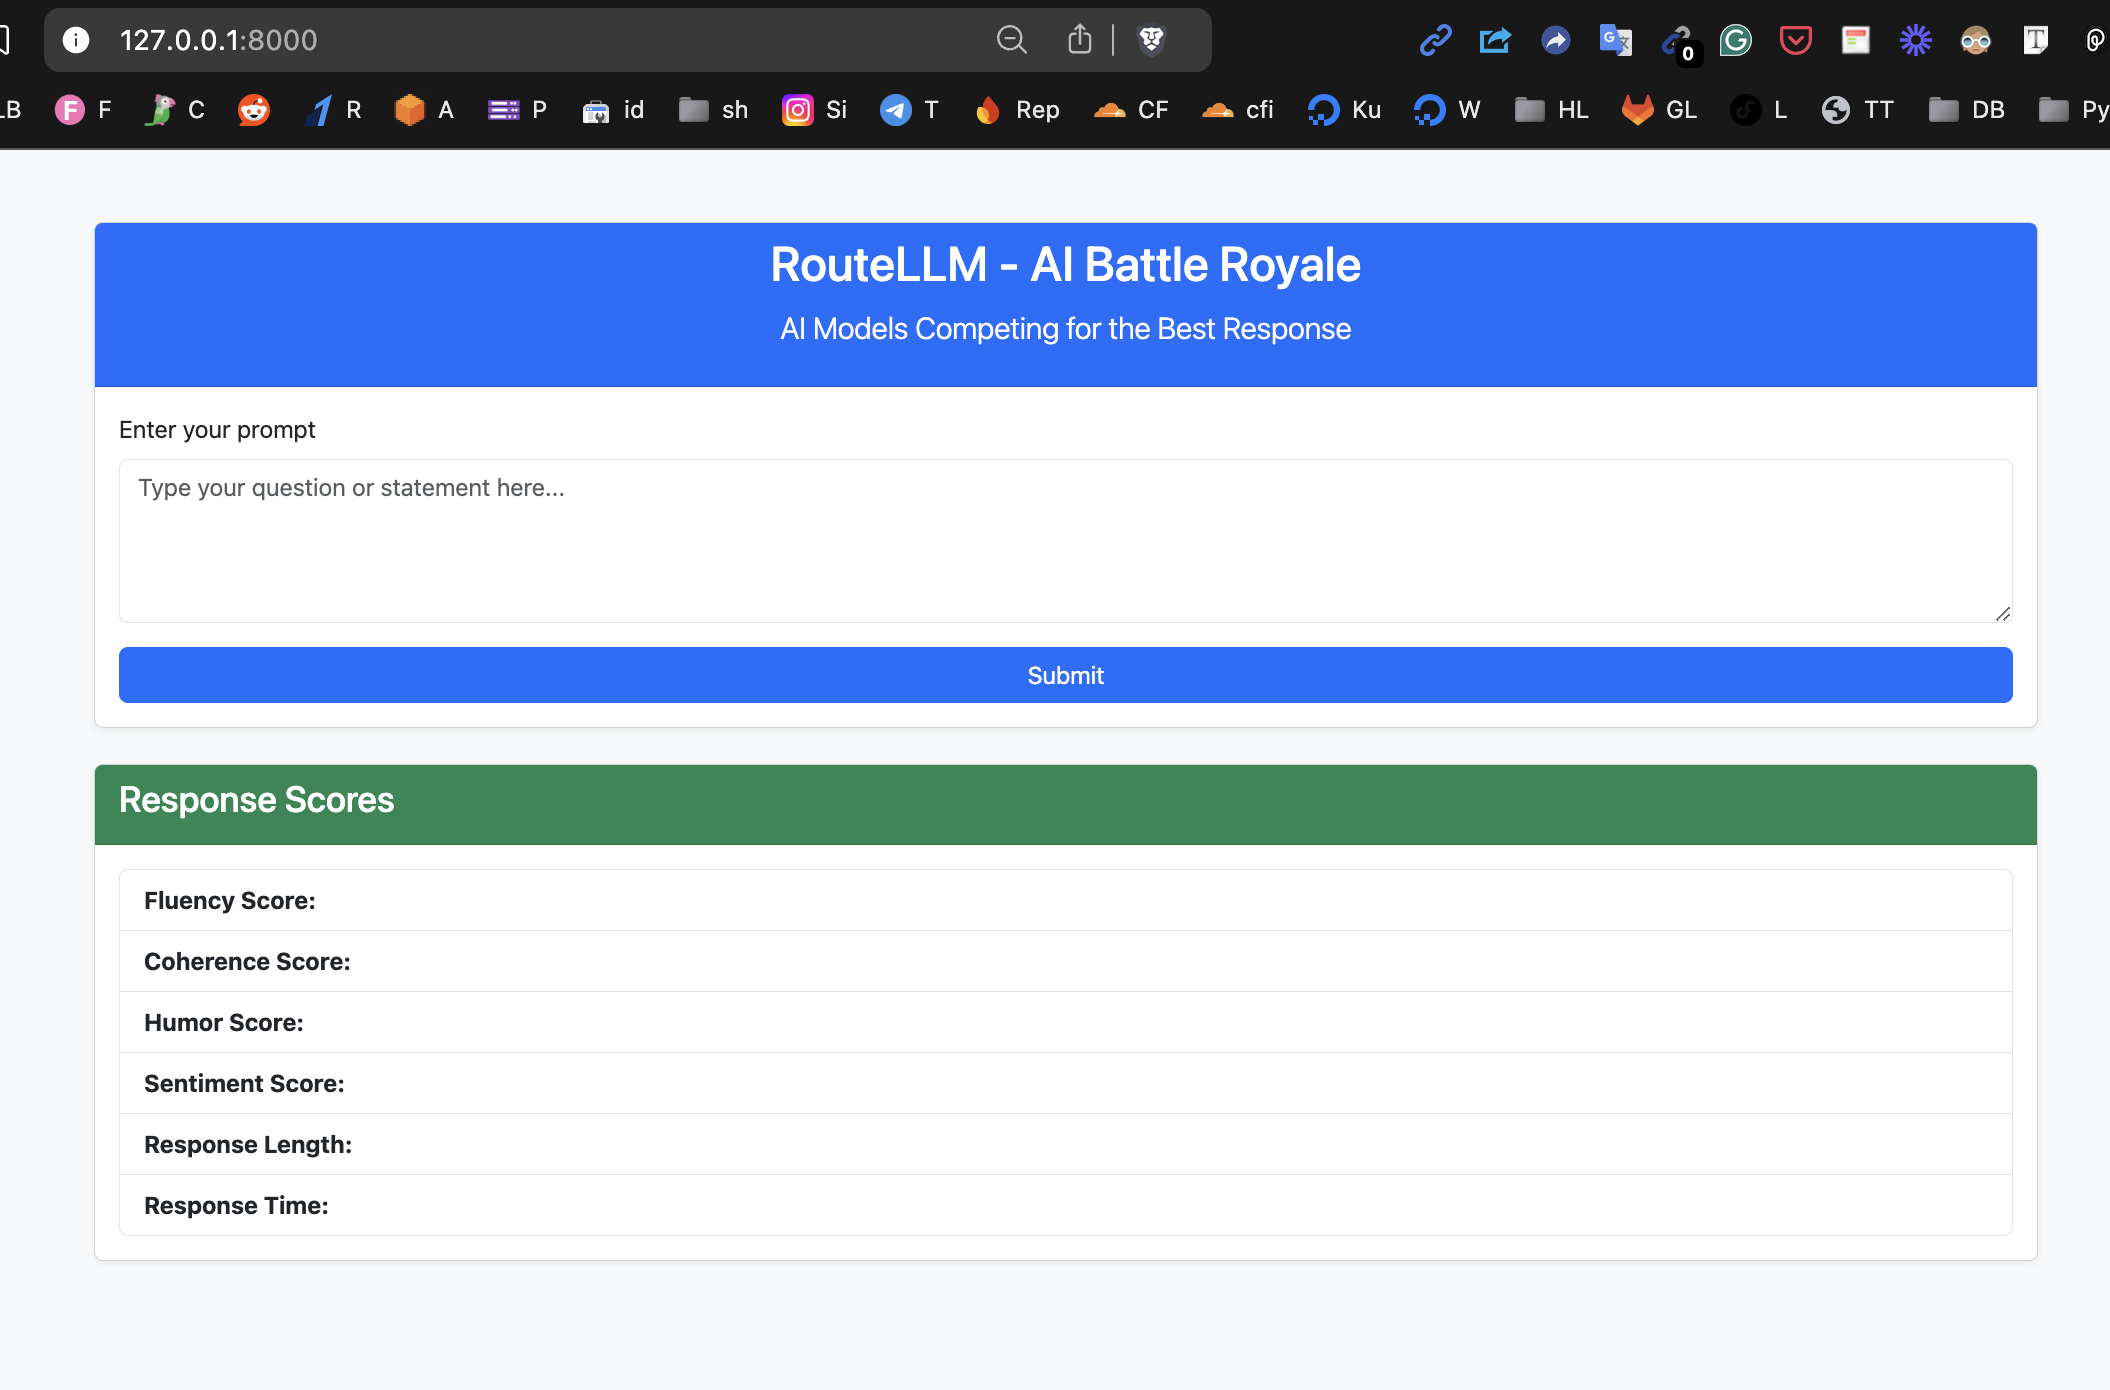 127.0.0.1:8000
0
LB F F C R A P id sh Si T Rep CF cfi Ku W HL GL L TT DB Py
RouteLLM - AI Battle Royale
AI Models Competing for the Best Response
Enter your prompt
Type your question or statement here...
Submit
Response Scores
Fluency Score:
Coherence Score:
Humor Score:
Sentiment Score:
Response Length:
Response Time: